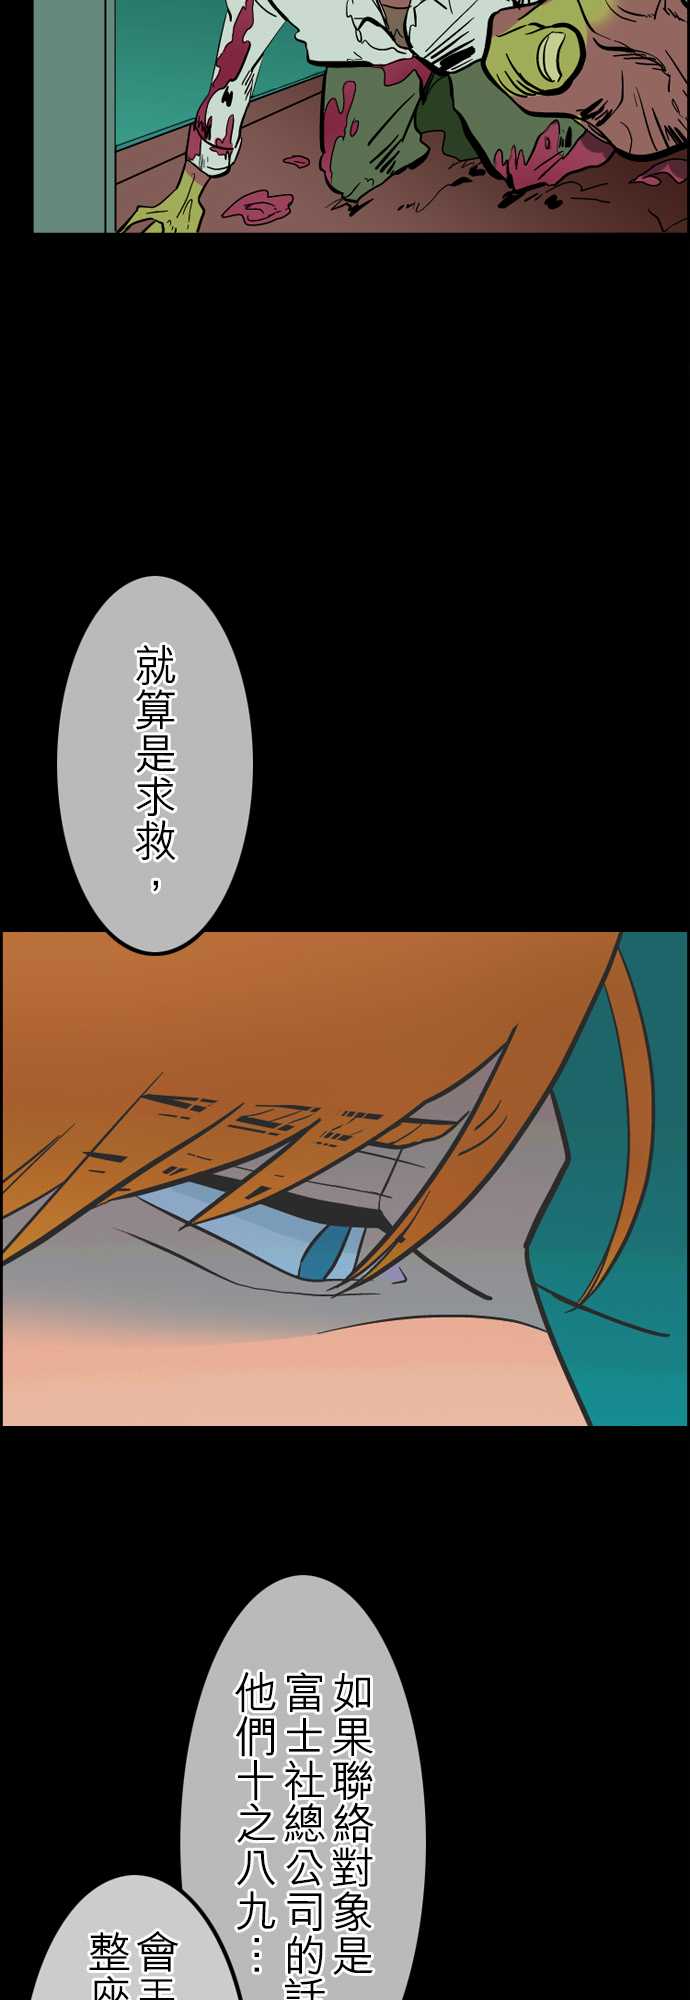 就算是求救，
如果聯絡對象是
富士社總公司的話
他們十之八九…
會
整座